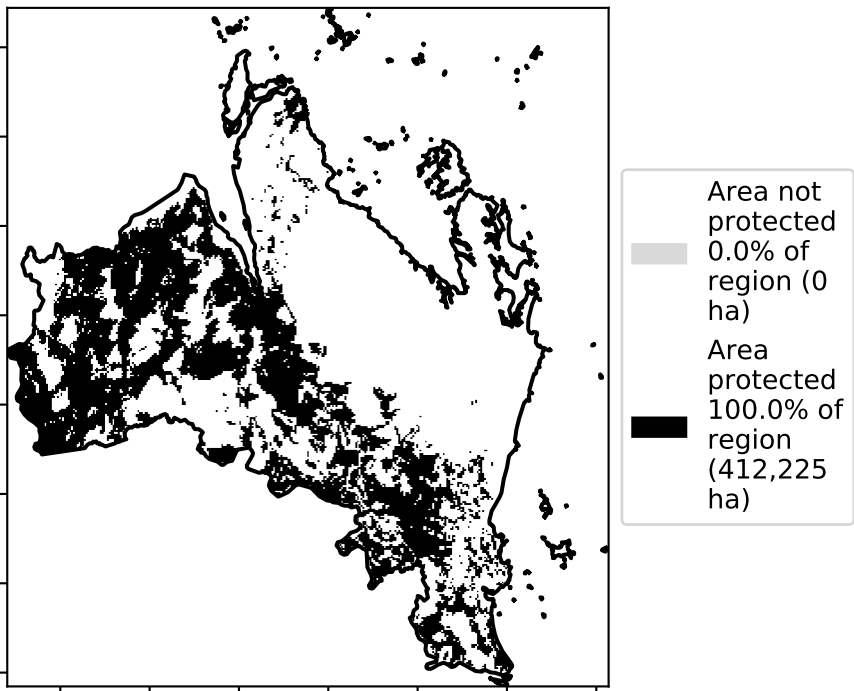 Area not
protected
0.0% of
region (0
ha)
Area
protected
100.0% of
region
(412,225
ha)